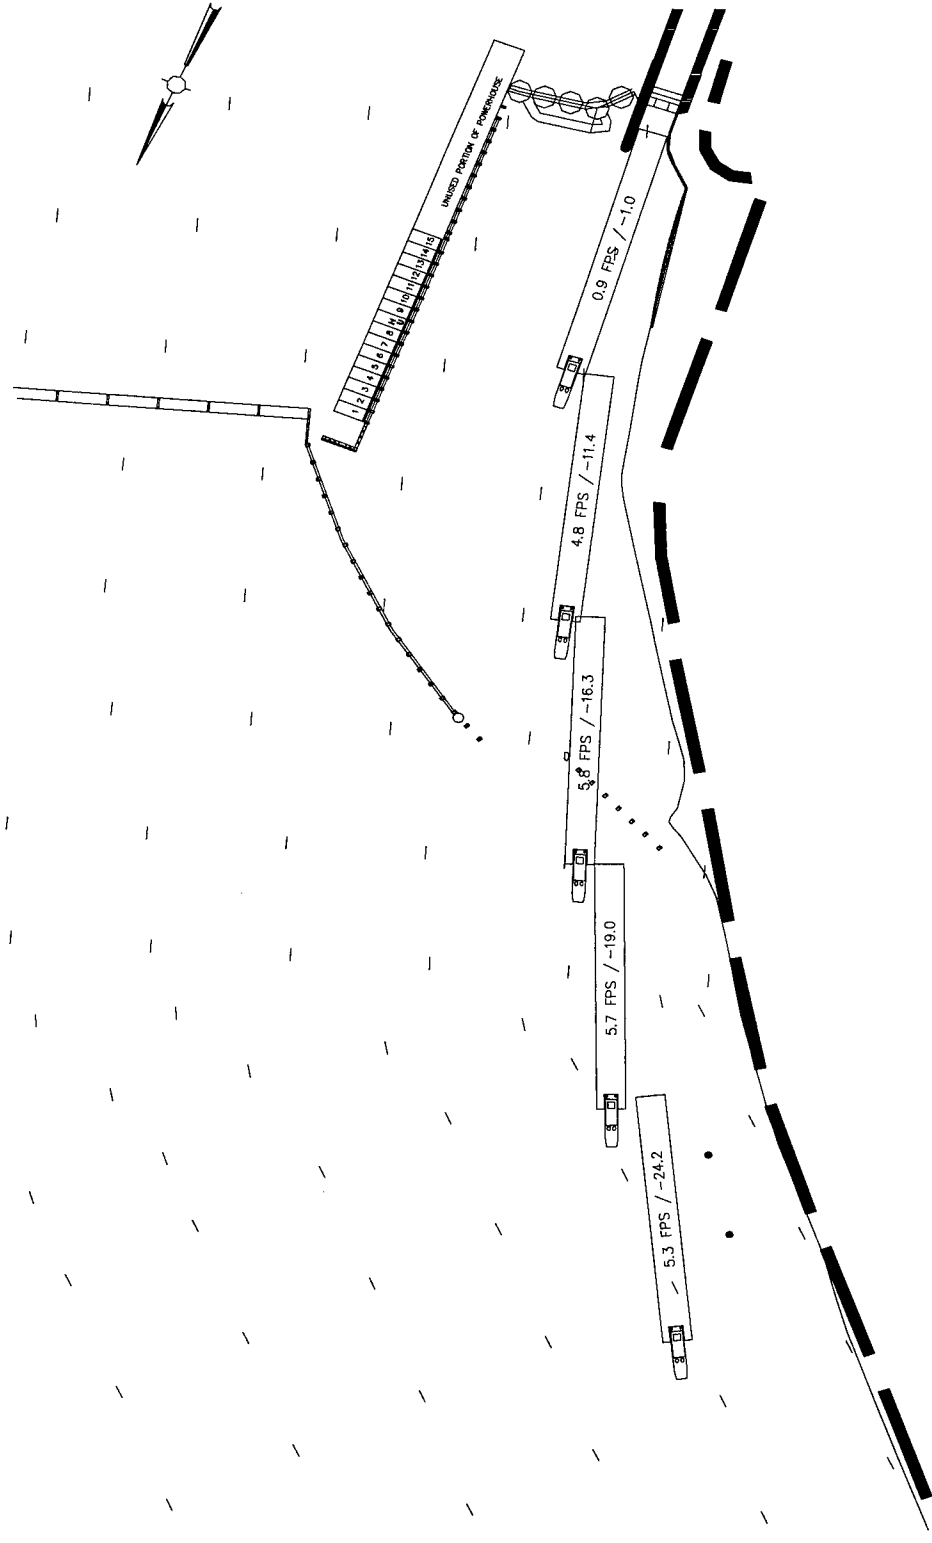 UNUSED PORTION OF POWERHOUSE
15
14
13
12
11
10
9
H
U
8
7
6
5
4
3
2
1
0.9 FPS / -1.0
4.8 FPS / -11.4
5.8 FPS / -16.3
5.7 FPS / -19.0
5.3 FPS / -24.2